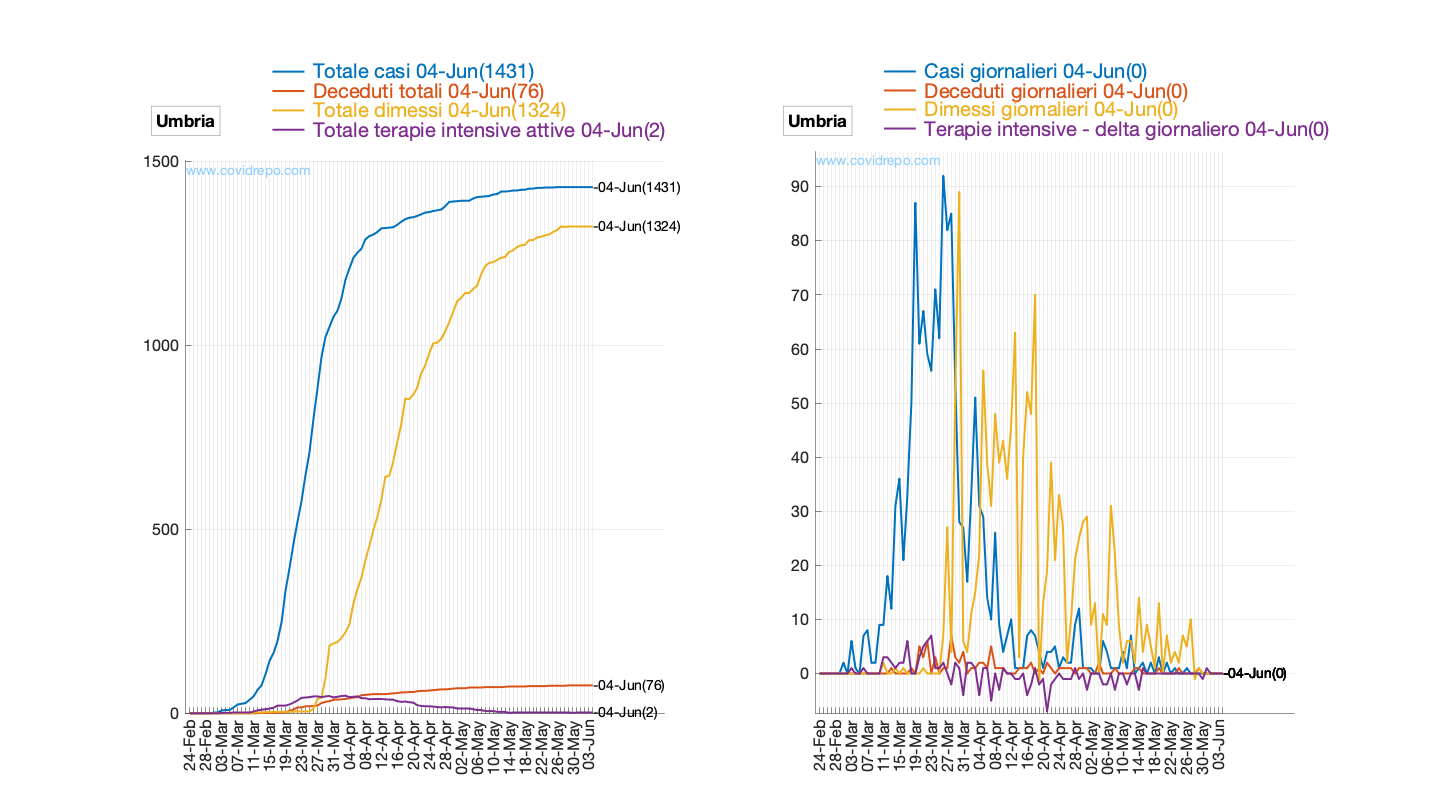 Totale casi 04-Jun(1431)
Deceduti totali 04-Jun(76)
Totale dimessi 04-Jun(1324)
Totale terapie intensive attive 04-Jun(2)
Umbria
www.covidrepo.com
1500
1000
500
0
-04-Jun(1431)
-04-Jun(1324)
-04-Jun(76)
-04-Jun(2)
24-Feb
28-Feb
03-Mar
07-Mar
11-Mar
15-Mar
19-Mar
23-Mar
27-Mar
31-Mar
04-Apr
08-Apr
12-Apr
16-Apr
20-Apr
24-Apr
28-Apr
02-May
06-May
10-May
14-May
18-May
22-May
26-May
30-May
03-Jun
Casi giornalieri 04-Jun(0)
Deceduti giornalieri 04-Jun(0)
Dimessi giornalieri 04-Jun(0)
Terapie intensive - delta giornaliero 04-Jun(0)
Umbria
www.covidrepo.com
90
80
70
60
50
40
30
20
10
0
-04-Jun(0)
24-Feb
28-Feb
03-Mar
07-Mar
11-Mar
15-Mar
19-Mar
23-Mar
27-Mar
31-Mar
04-Apr
08-Apr
12-Apr
16-Apr
20-Apr
24-Apr
28-Apr
02-May
06-May
10-May
14-May
18-May
22-May
26-May
30-May
03-Jun